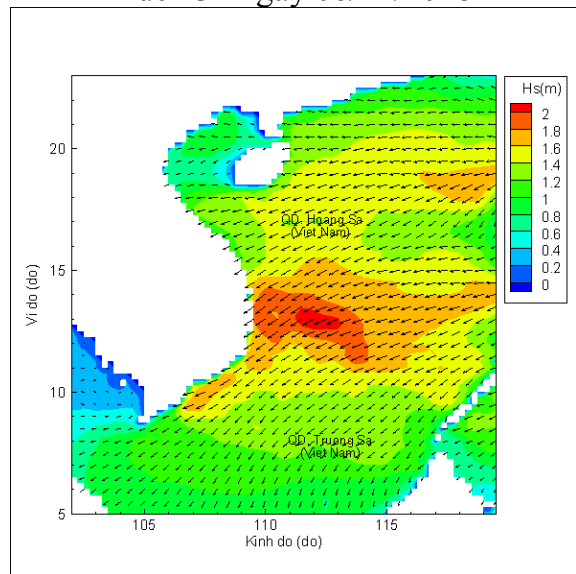 Hs(m)
2
1.8
1.6
1.4
1.2
1
0.8
0.6
0.4
0.2
0
20
15
10
5
Vi do (do)
QD. Hoang Sa
(Viet Nam)
QD. Truong Sa
(Viet Nam)
105
110
115
Kinh do (do)